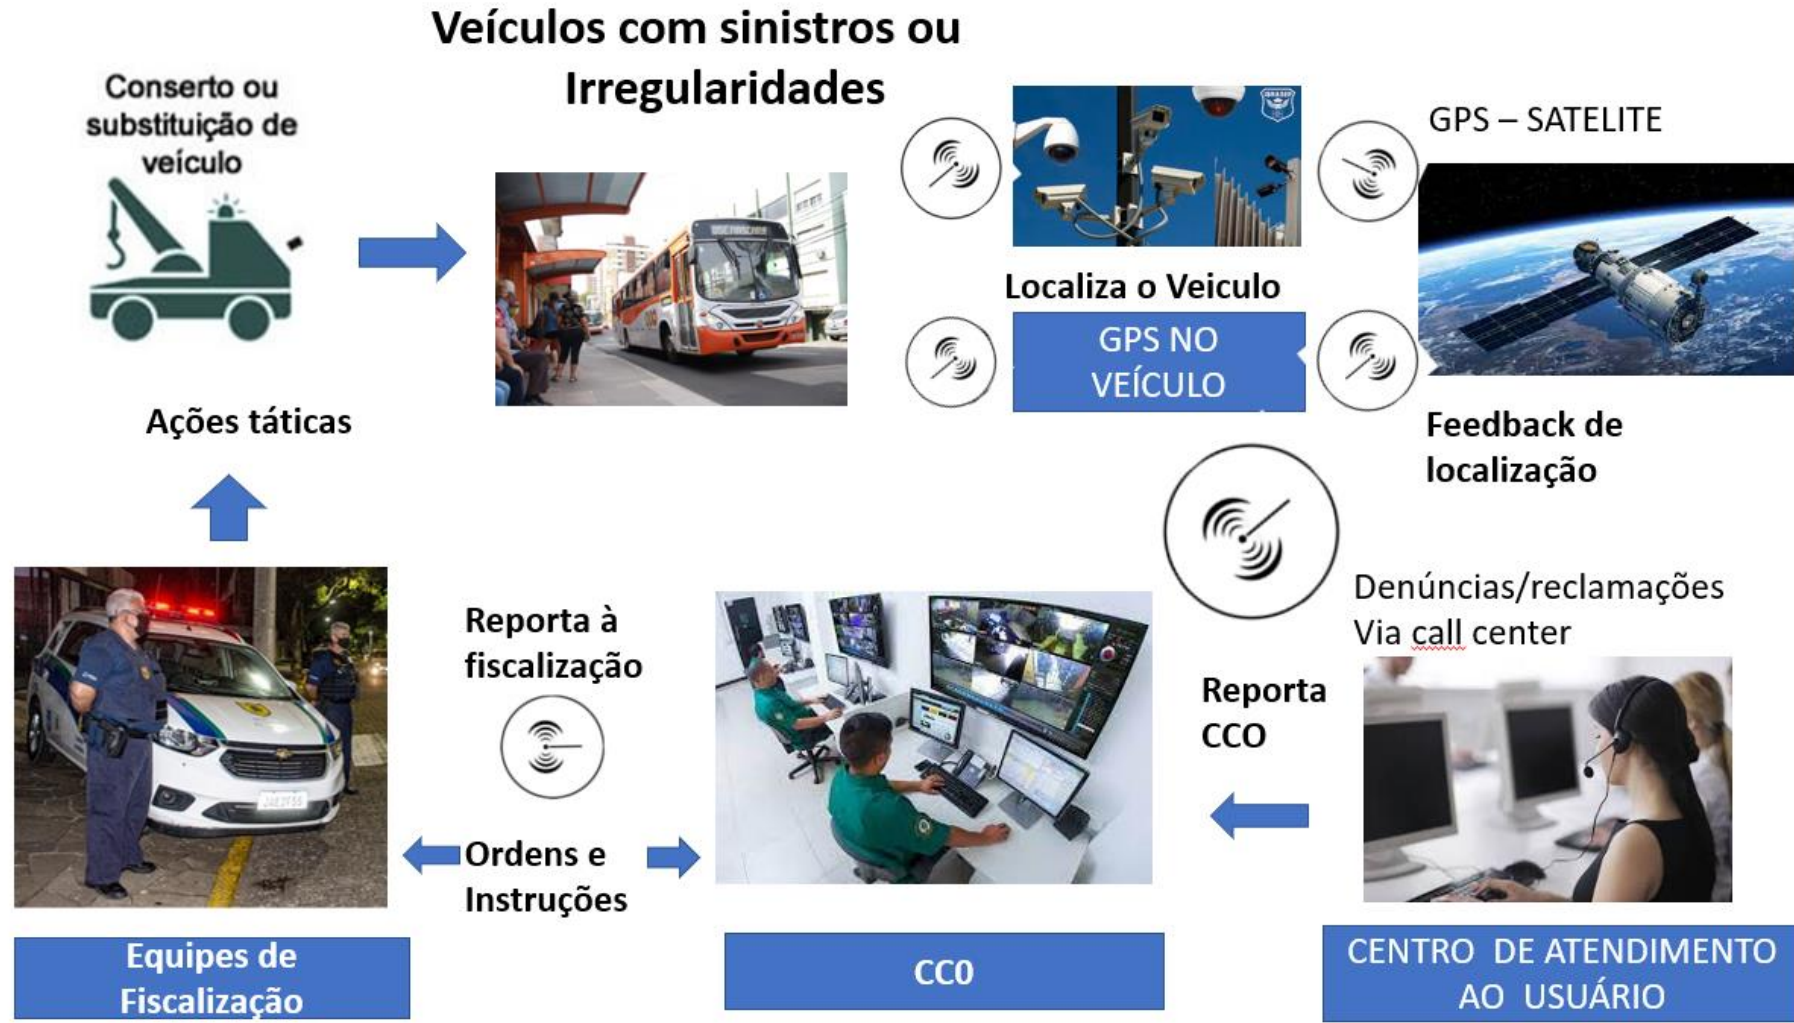 Veículos com sinistros ou
Irregularidades
Conserto ou
substituição de
veículo
GPS – SATELITE
Localiza o Veiculo
GPS NO
VEÍCULO
Ações táticas
Feedback de
localização
Denúncias/reclamações
Via call center
Reporta à
fiscalização
Reporta
CCO
Ordens e
Instruções
Equipes de
Fiscalização
CC0
CENTRO DE ATENDIMENTO
AO USUÁRIO